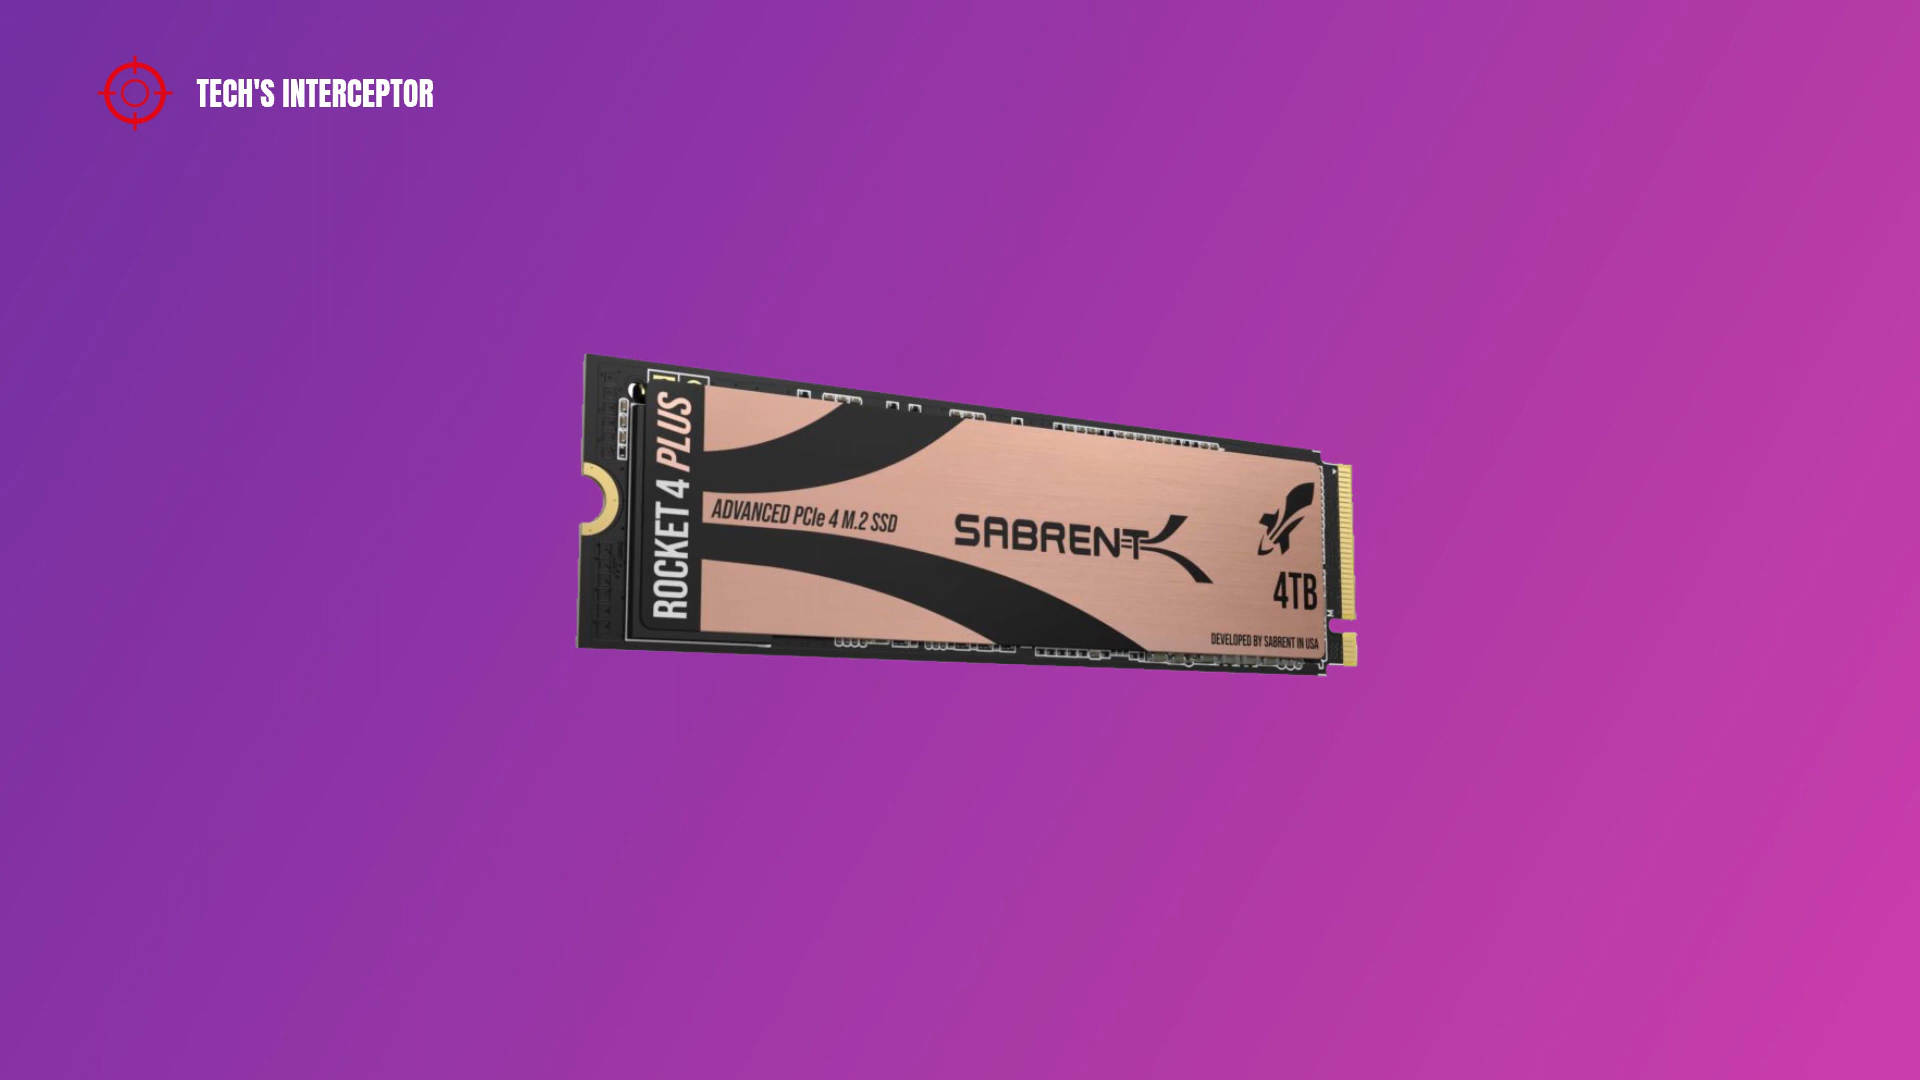 TECH'S INTERCEPTOR
ROCKET 4 PLUS
ADVANCED PCIe 4 M.2 SSD
SABRENT
4TB
DEVELOPED BY SABRENT IN USA
M